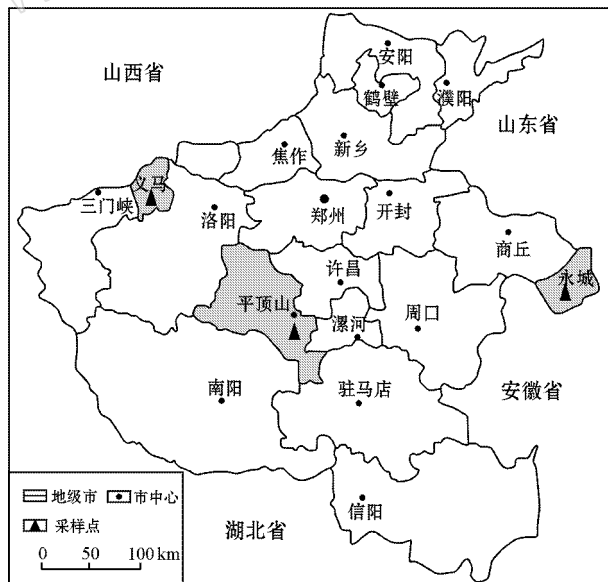 山西省
安阳
鹤壁
濮阳
山东省
焦作
新乡
义马
三门峡
洛阳
郑州
开封
商丘
永城
许昌
平顶山
漯河
周口
南阳
驻马店
安徽省
信阳
湖北省
地级市 市中心
采样点
0 50 100 km